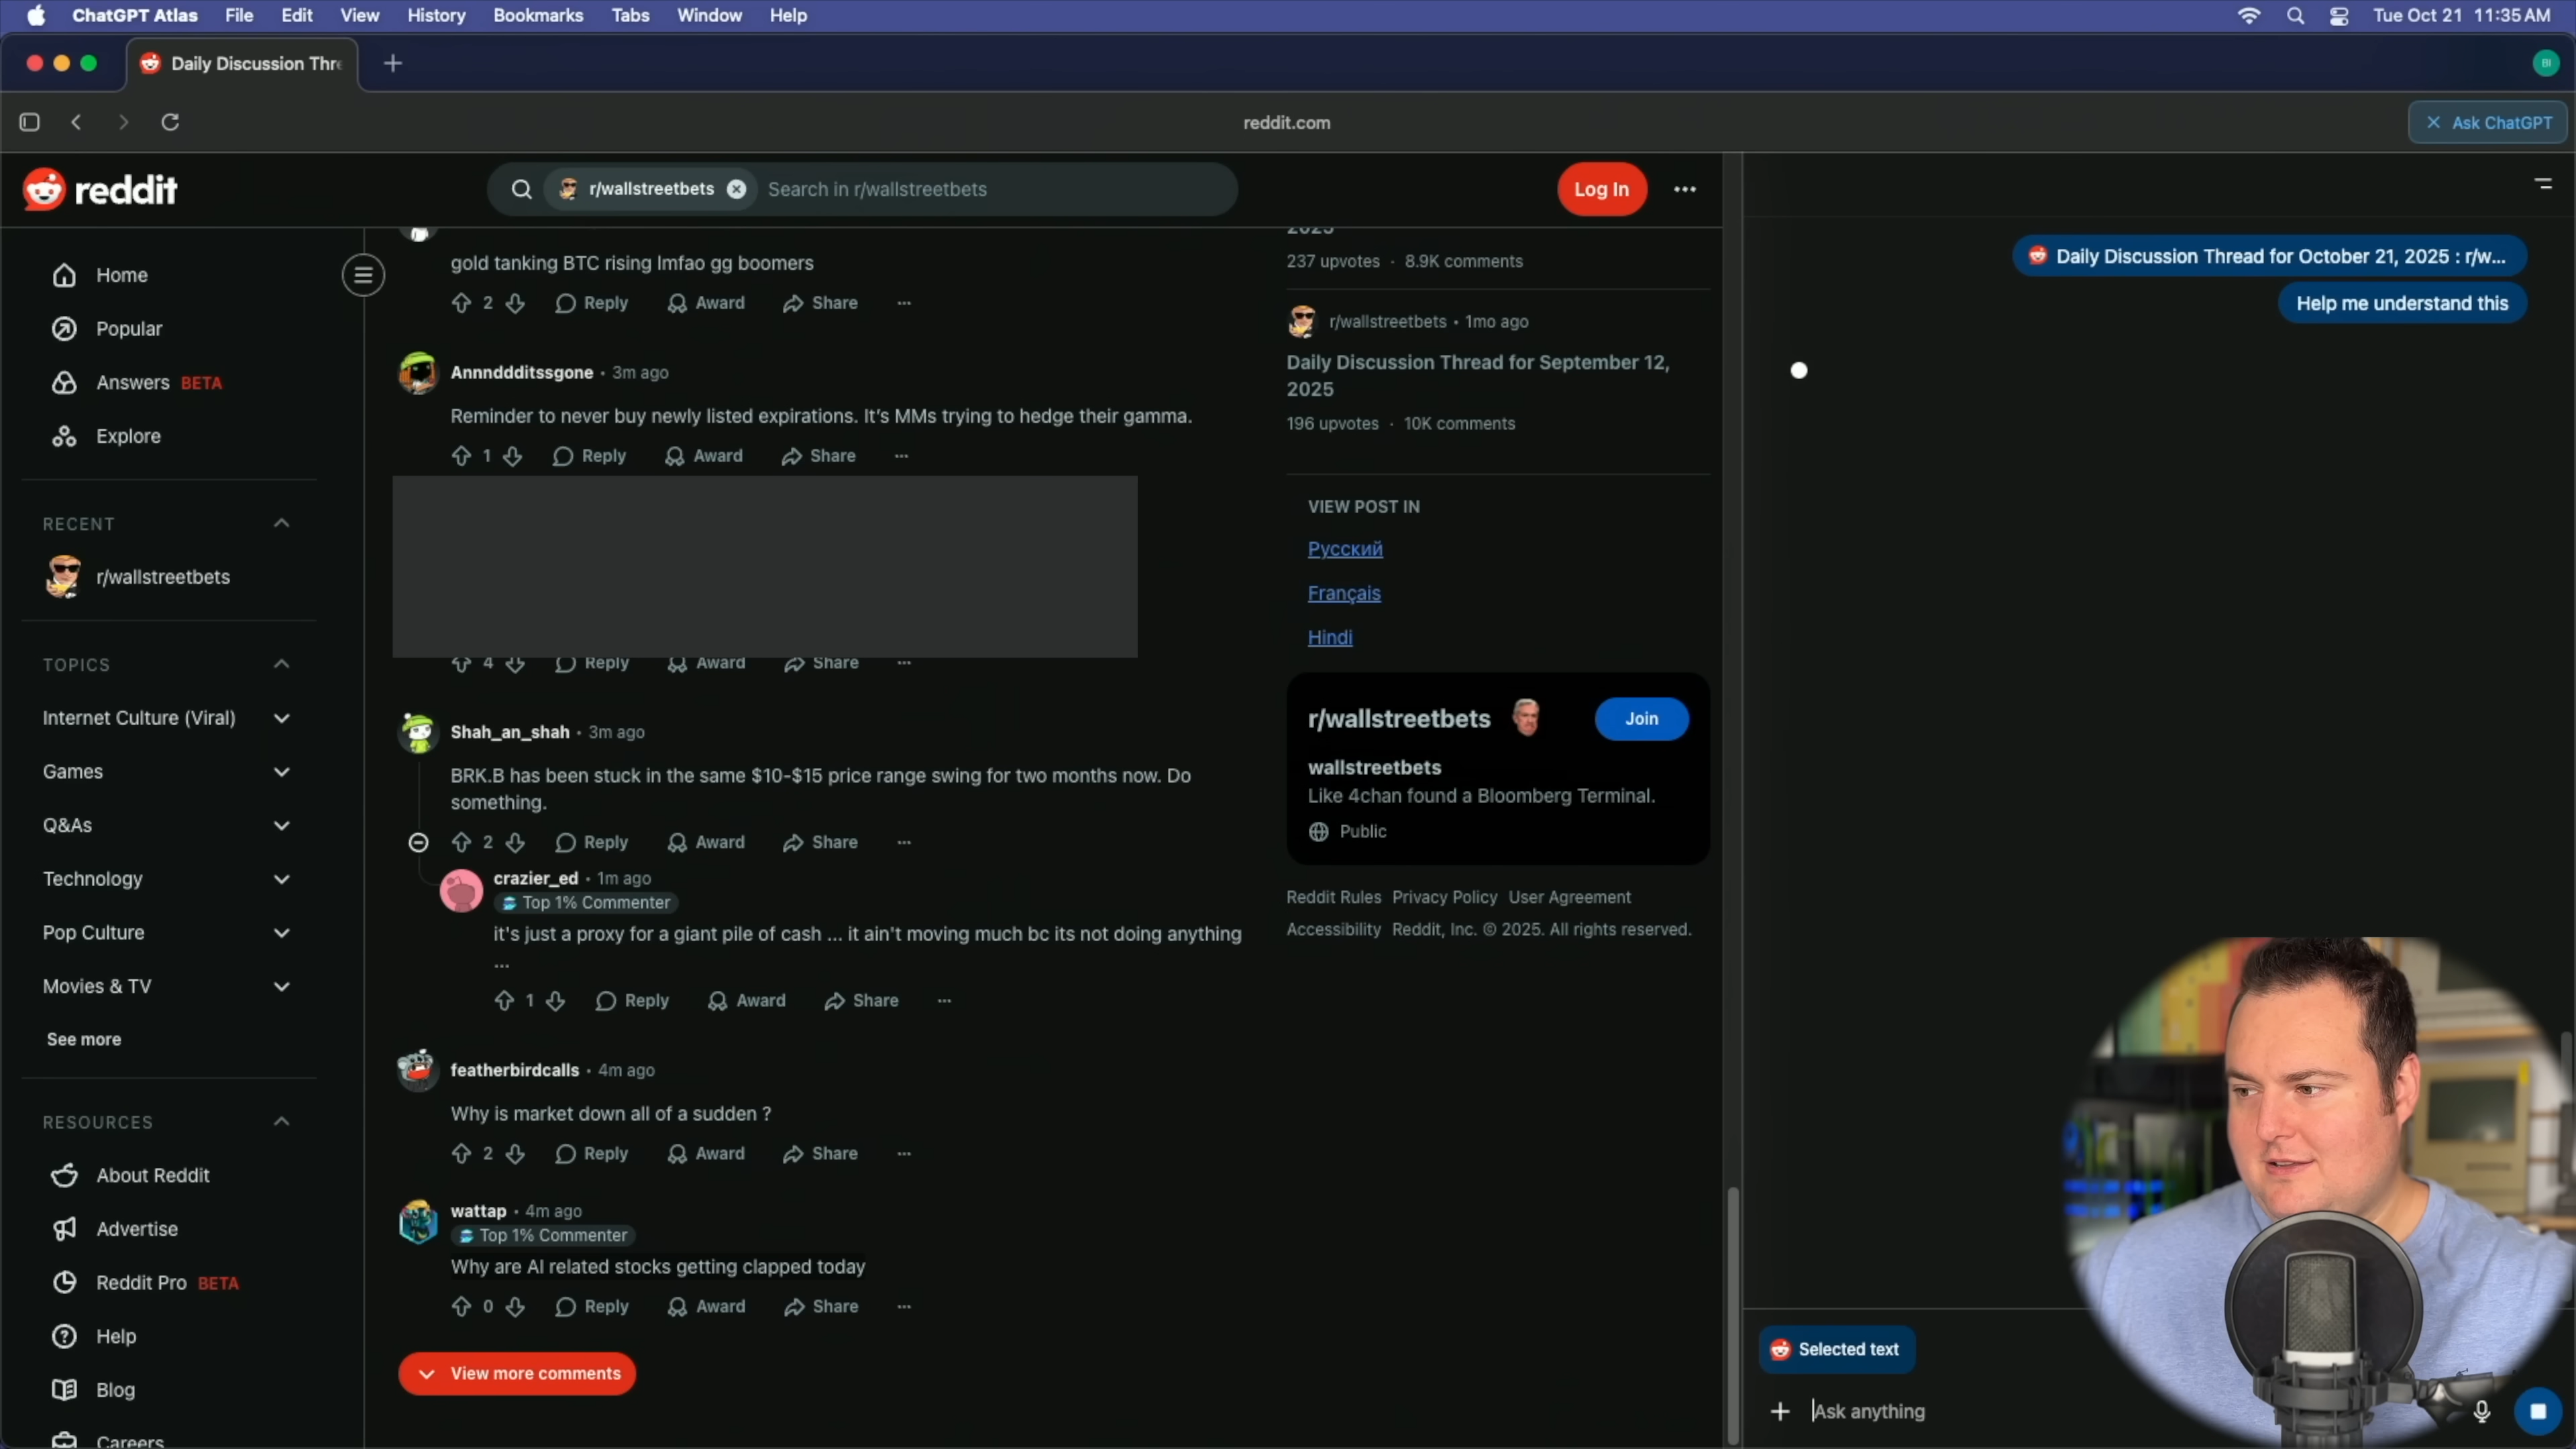 ChatGPT Atlas File Edit View History Bookmarks Tabs Window Help Tue Oct 21 11:35 AM
Daily Discussion Thre
BI
reddit.com
Ask ChatGPT
reddit
r/wallstreetbets Search in r/wallstreetbets
Log In
Home
Popular
Answers BETA
Explore
RECENT
r/wallstreetbets
TOPICS
Internet Culture (Viral)
Games
Q&As
Technology
Pop Culture
Movies & TV
See more
RESOURCES
About Reddit
Advertise
Reddit Pro BETA
Help
Blog
Careers
gold tanking BTC rising lmfao gg boomers
2 Reply Award Share
Annnddditssgone • 3m ago
Reminder to never buy newly listed expirations. It's MMs trying to hedge their gamma.
1 Reply Award Share
4 Reply Award Share
Shah_an_shah • 3m ago
BRK.B has been stuck in the same $10-$15 price range swing for two months now. Do
something.
2 Reply Award Share
crazier_ed • 1m ago
Top 1% Commenter
it's just a proxy for a giant pile of cash ... it ain't moving much bc its not doing anything
...
1 Reply Award Share
featherbirdcalls • 4m ago
Why is market down all of a sudden ?
2 Reply Award Share
wattap • 4m ago
Top 1% Commenter
Why are AI related stocks getting clapped today
0 Reply Award Share
View more comments
2025
237 upvotes · 8.9K comments
r/wallstreetbets • 1mo ago
Daily Discussion Thread for September 12,
2025
196 upvotes · 10K comments
VIEW POST IN
Русский
Français
Hindi
r/wallstreetbets
Join
wallstreetbets
Like 4chan found a Bloomberg Terminal.
Public
Reddit Rules Privacy Policy User Agreement
Accessibility Reddit, Inc. © 2025. All rights reserved.
Daily Discussion Thread for October 21, 2025 : r/w...
Help me understand this
Selected text
Ask anything